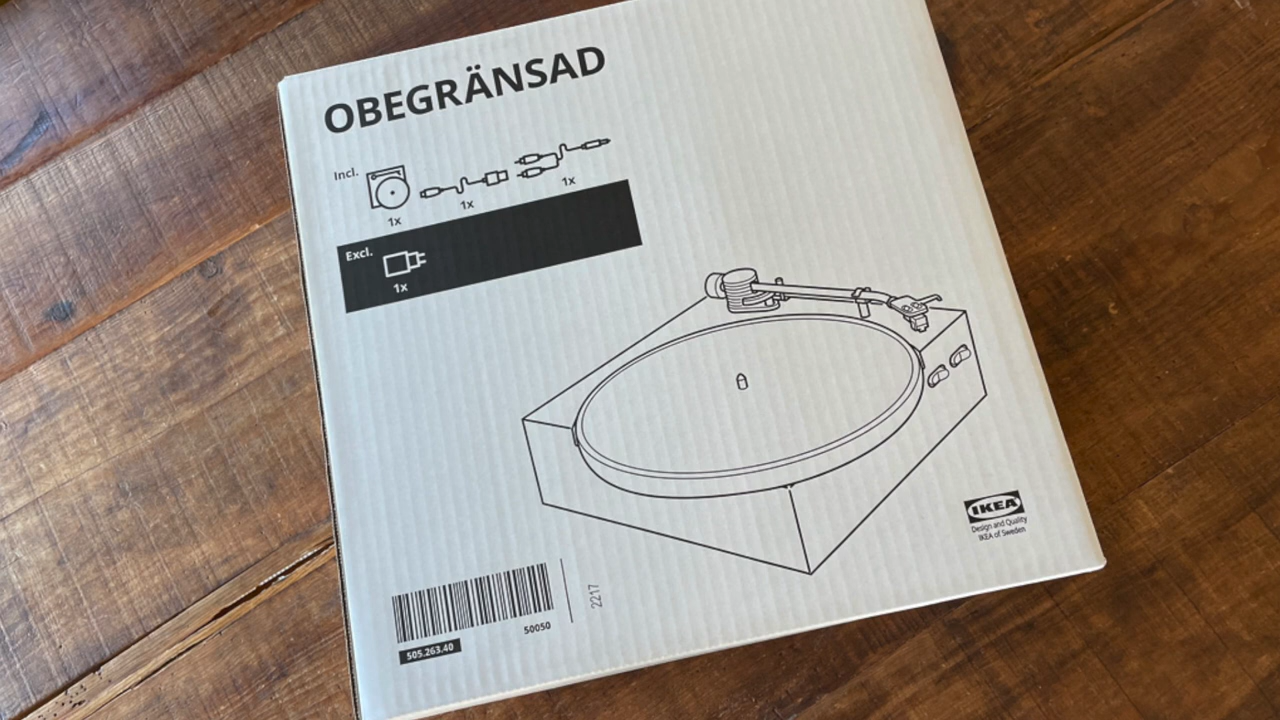 OBEGRÄNSAD
Incl.
1x
1x
1x
Excl.
1x
IKEA
Design and Quality
IKEA of Sweden
2217
50050
505.263.40